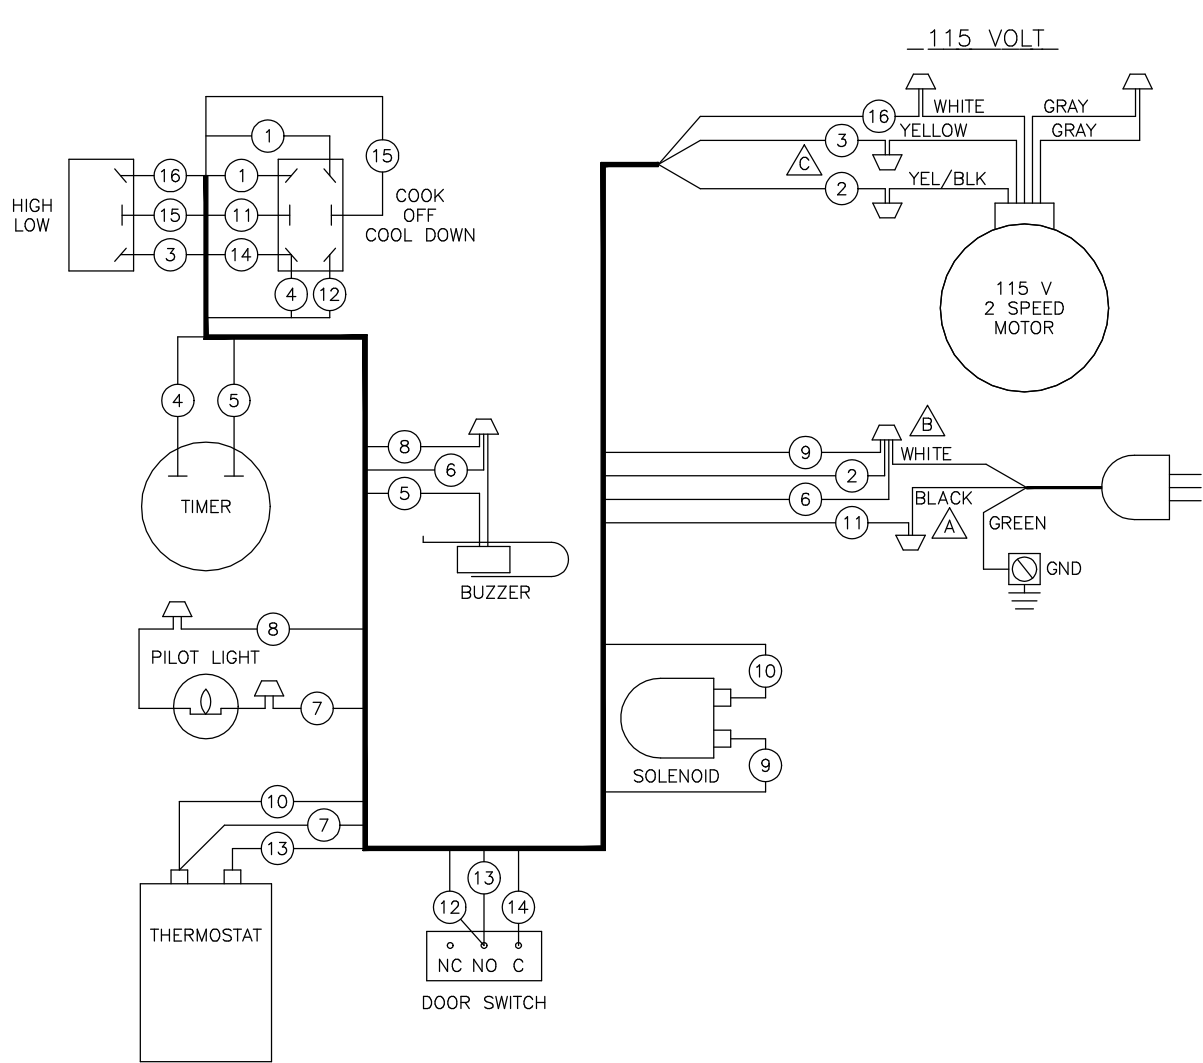 115 VOLT
16
WHITE
GRAY
1
3
YELLOW
GRAY
15
C
16
1
2
YEL/BLK
HIGH
LOW
15
11
COOK
OFF
COOL DOWN
3
14
4
12
115 V
2 SPEED
MOTOR
4
5
8
6
5
B
9
WHITE
2
6
BLACK
11
A
GREEN
GND
TIMER
BUZZER
8
PILOT LIGHT
7
10
SOLENOID
9
10
7
13
THERMOSTAT
12
13
14
NC NO C
DOOR SWITCH